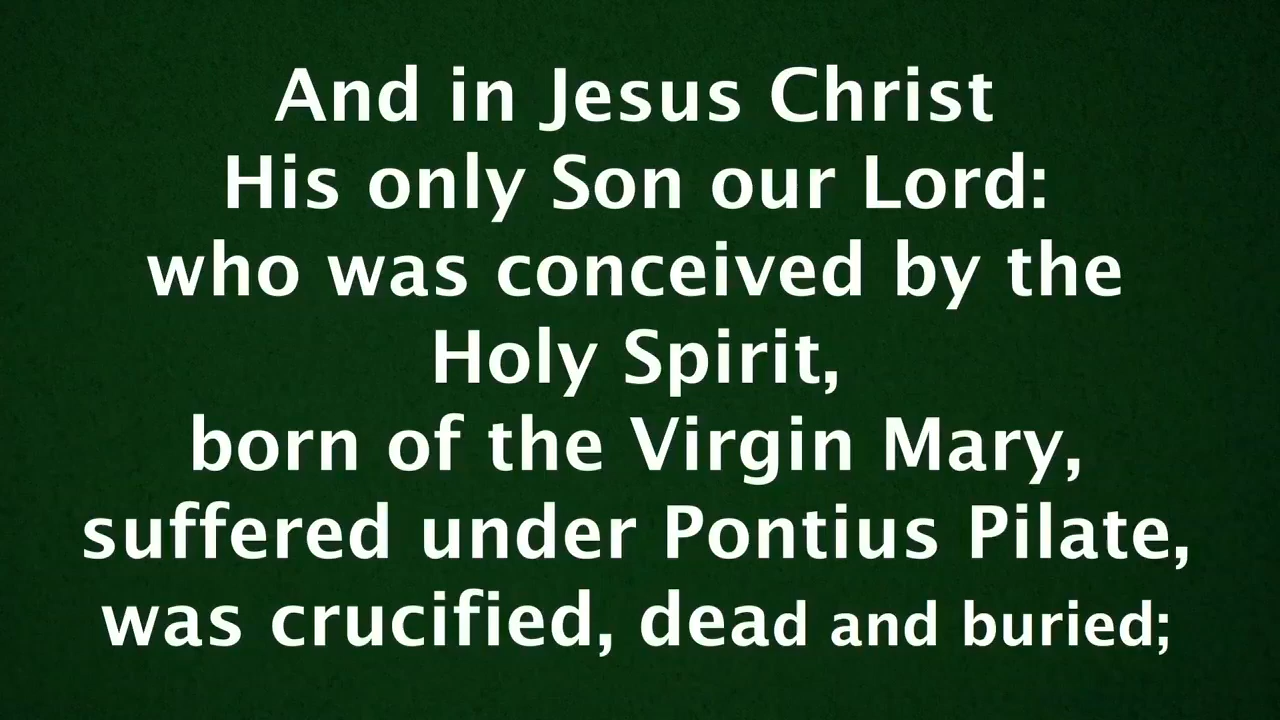 And in Jesus Christ
His only Son our Lord:
who was conceived by the
Holy Spirit,
born of the Virgin Mary,
suffered under Pontius Pilate,
was crucified, dead and buried;